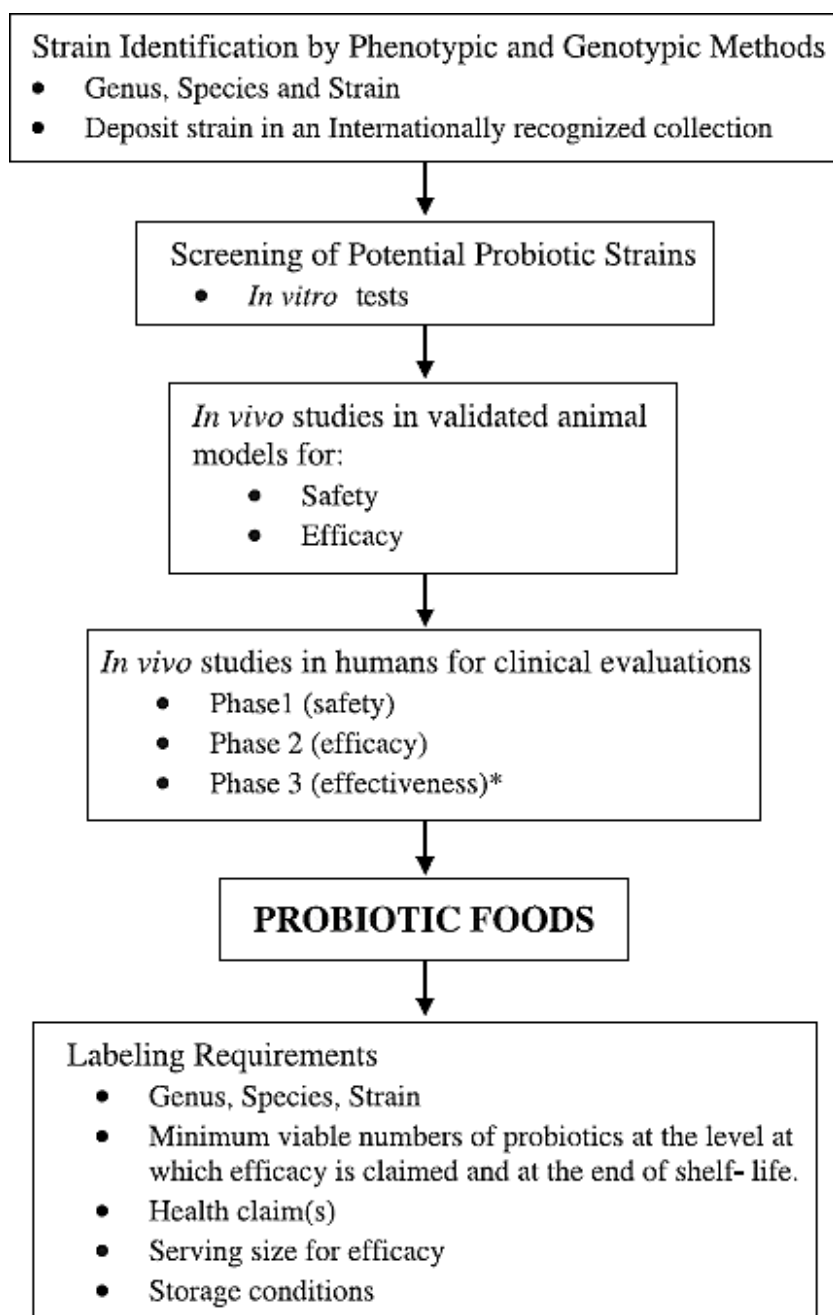 Strain Identification by Phenotypic and Genotypic Methods
• Genus, Species and Strain
• Deposit strain in an Internationally recognized collection
Screening of Potential Probiotic Strains
• In vitro tests
In vivo studies in validated animal
models for:
• Safety
• Efficacy
In vivo studies in humans for clinical evaluations
• Phase1 (safety)
• Phase 2 (efficacy)
• Phase 3 (effectiveness)*
PROBIOTIC FOODS
Labeling Requirements
• Genus, Species, Strain
• Minimum viable numbers of probiotics at the level at
which efficacy is claimed and at the end of shelf- life.
• Health claim(s)
• Serving size for efficacy
• Storage conditions